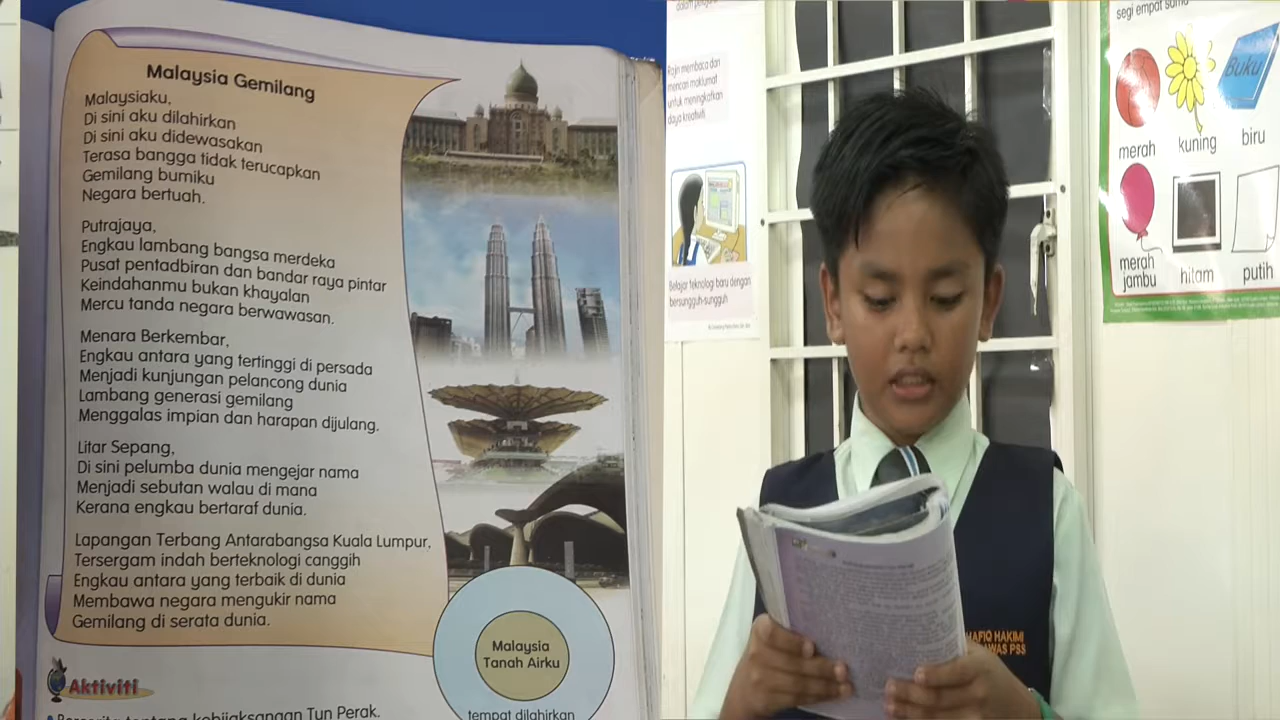 Malaysia Gemilang
Malaysiaku,
Di sini aku dilahirkan
Di sini aku didewasakan
Terasa bangga tidak terucapkan
Gemilang bumiku
Negara bertuah.
Putrajaya,
Engkau lambang bangsa merdeka
Pusat pentadbiran dan bandar raya pintar
Keindahanmu bukan khayalan
Mercu tanda negara berwawasan.
Menara Berkembar,
Engkau antara yang tertinggi di persada
Menjadi kunjungan pelancong dunia
Lambang generasi gemilang
Menggalas impian dan harapan dijulang.
Litar Sepang,
Di sini pelumba dunia mengejar nama
Menjadi sebutan walau di mana
Kerana engkau bertaraf dunia.
Lapangan Terbang Antarabangsa Kuala Lumpur,
Tersergam indah berteknologi canggih
Engkau antara yang terbaik di dunia
Membawa negara mengukir nama
Gemilang di serata dunia.
Malaysia
Tanah Airku
tempat dilahirkan
Aktiviti
Bercerita tentang kebijaksanaan Tun Perak.
Rajin membaca dan
mencari maklumat
untuk meningkatkan
daya kreativiti
Belajar teknologi baru dengan
bersungguh-sungguh
segi empat sama
Buku
merah
kuning
biru
merah
jambu
hitam
putih
HAFIQ HAKIMI
AWAS PSS